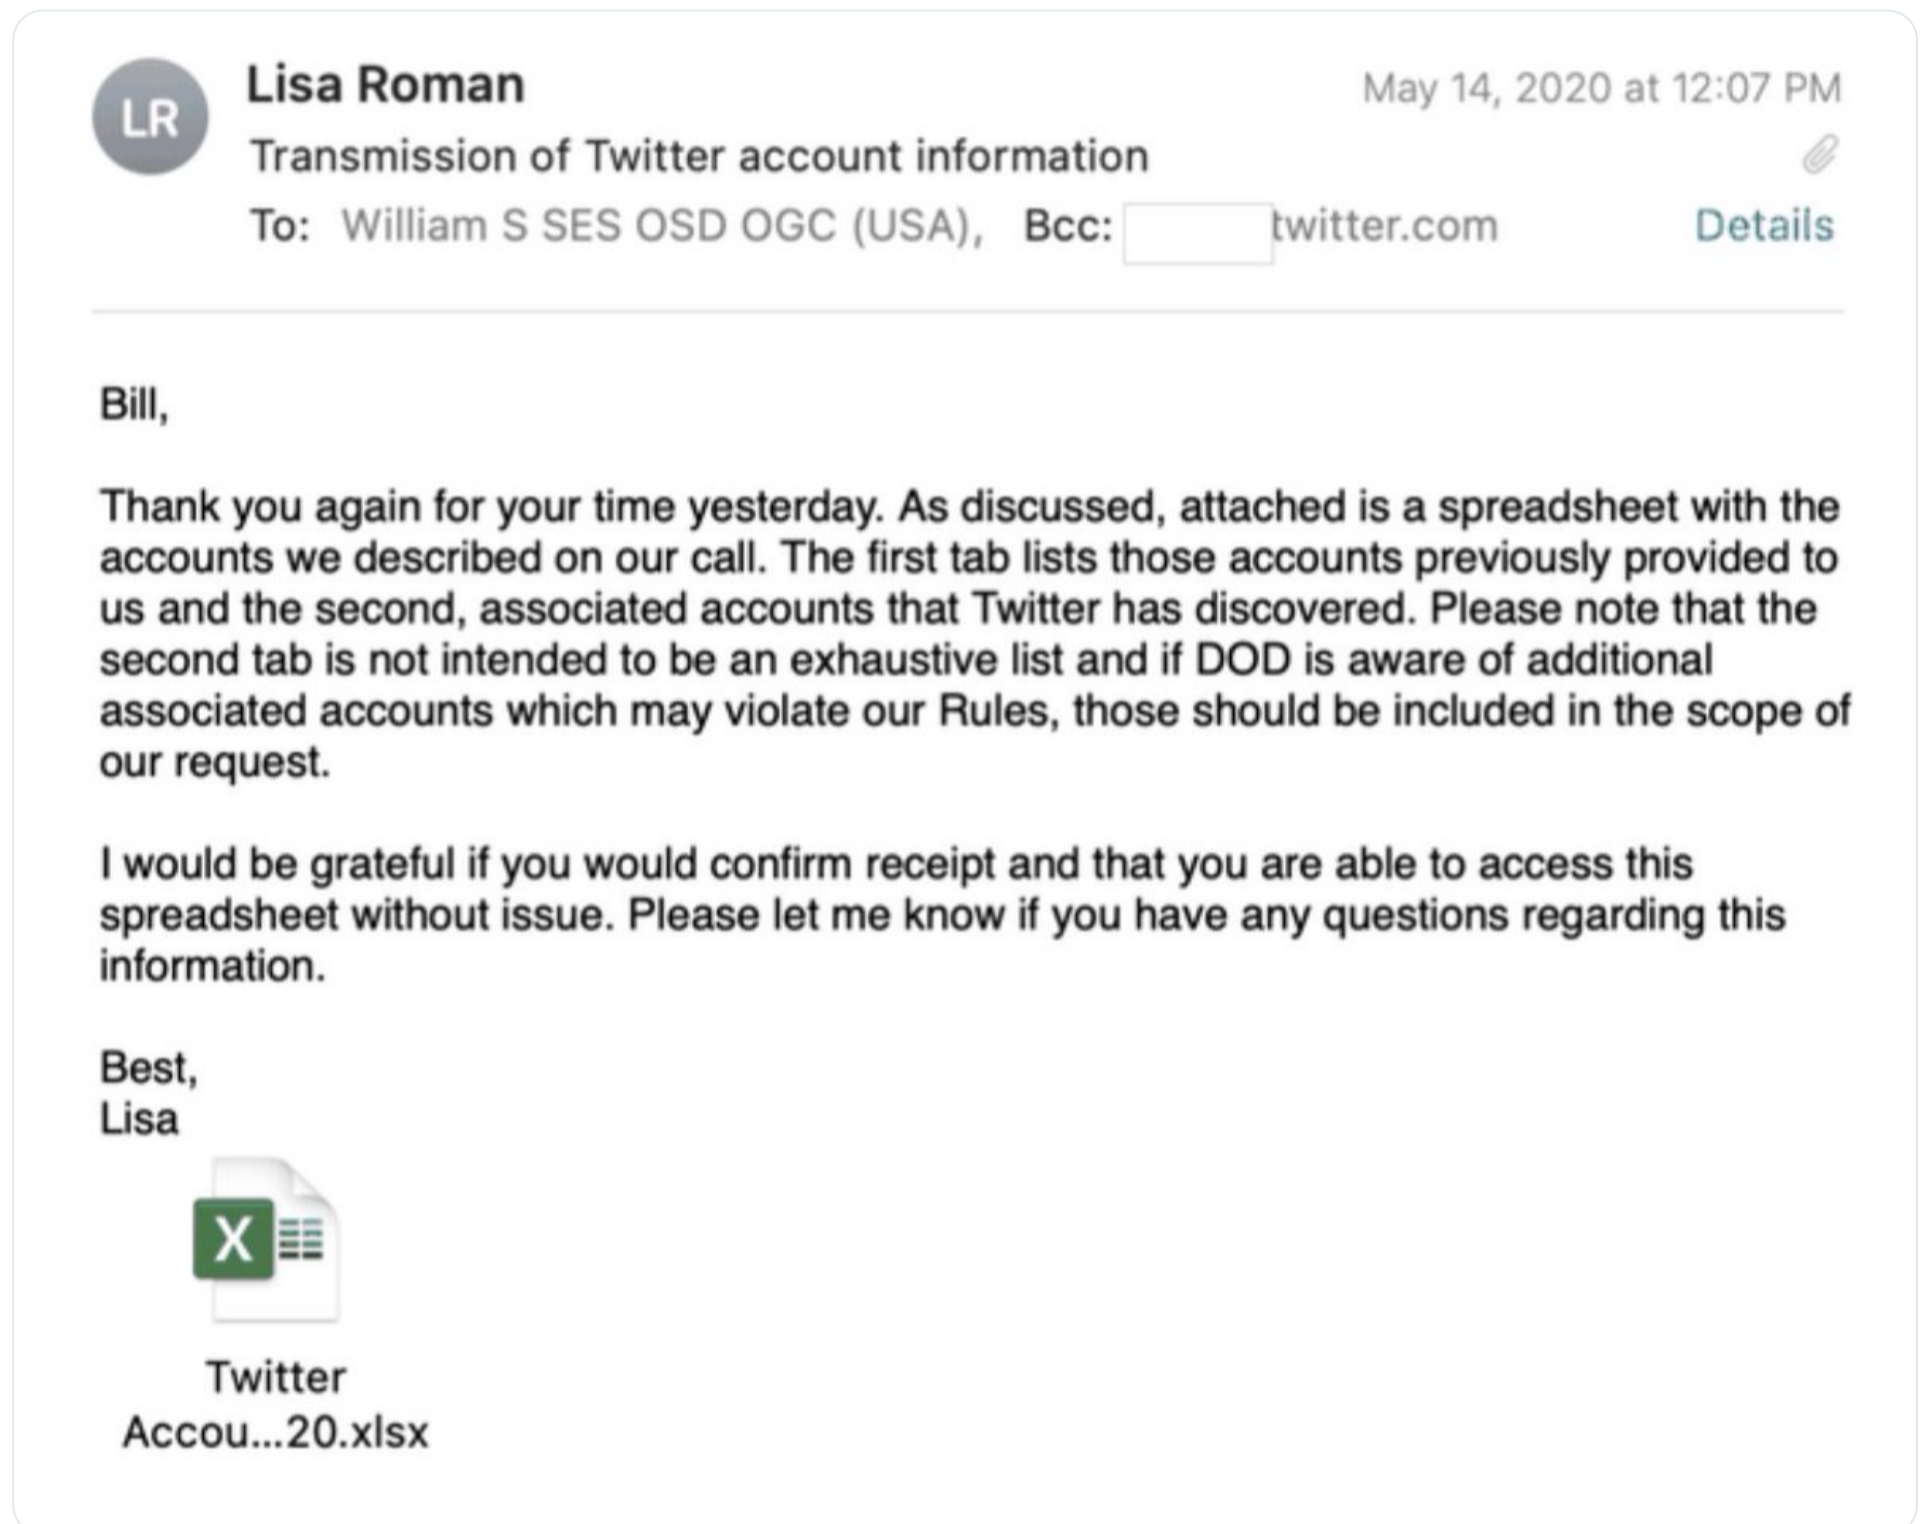 LR
Lisa Roman
May 14, 2020 at 12:07 PM
Transmission of Twitter account information
To: William S SES OSD OGC (USA), Bcc: twitter.com
Details
Bill,
Thank you again for your time yesterday. As discussed, attached is a spreadsheet with the
accounts we described on our call. The first tab lists those accounts previously provided to
us and the second, associated accounts that Twitter has discovered. Please note that the
second tab is not intended to be an exhaustive list and if DOD is aware of additional
associated accounts which may violate our Rules, those should be included in the scope of
our request.
I would be grateful if you would confirm receipt and that you are able to access this
spreadsheet without issue. Please let me know if you have any questions regarding this
information.
Best,
Lisa
X
Twitter
Accou...20.xlsx